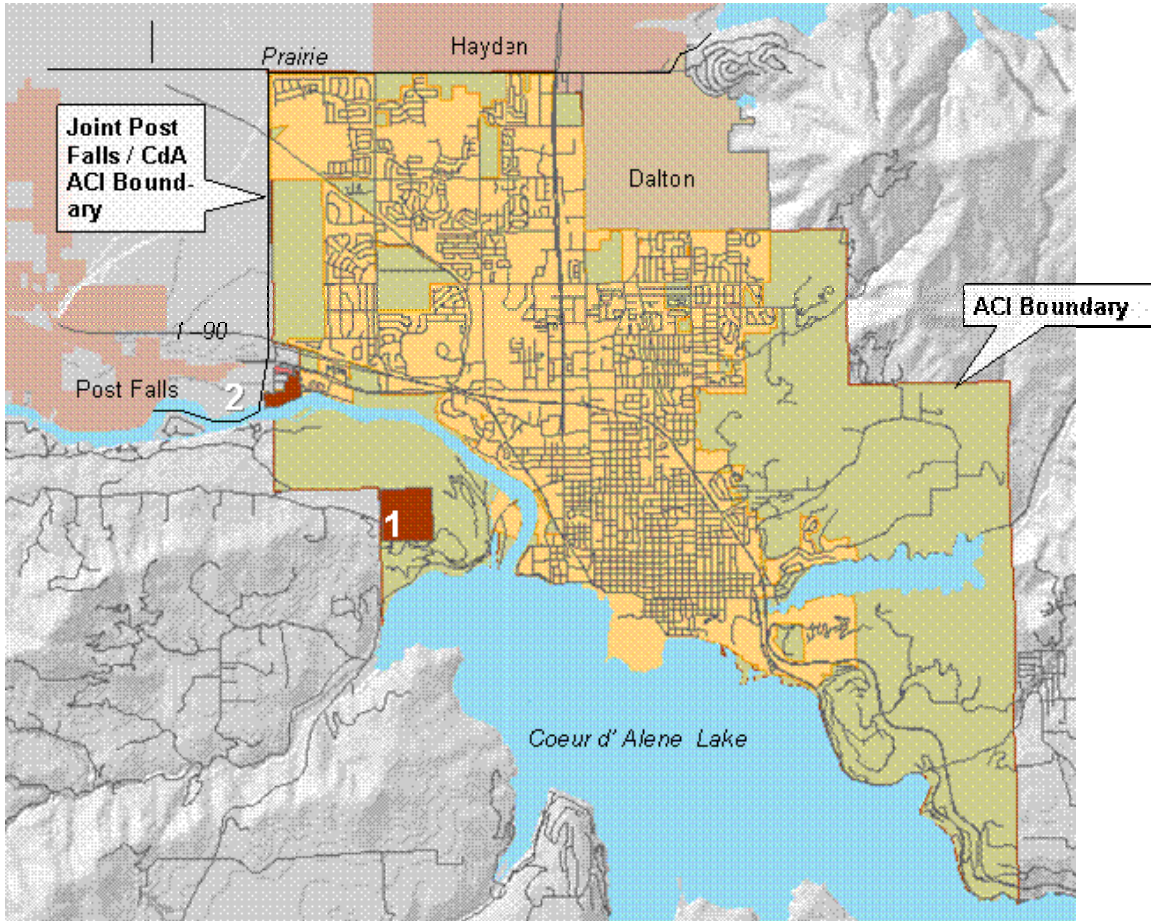 Hayden
Prairie
Joint Post
Falls / CdA
ACI Bound-
ary
Dalton
ACI Boundary
I-90
Post Falls
2
1
Coeur d' Alene Lake